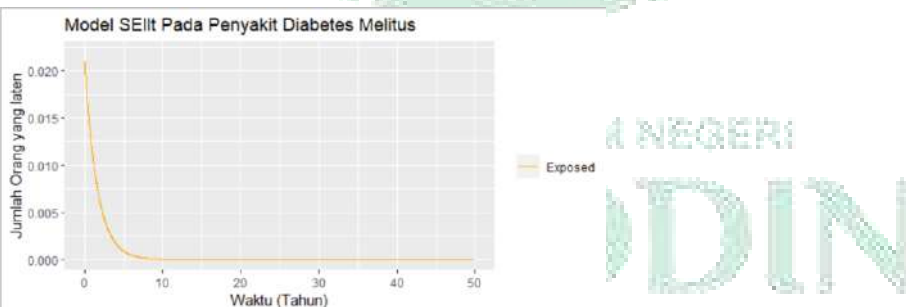 Model SEIIt Pada Penyakit Diabetes Melitus
Jumlah Orang yang laten
0.020
0.015
0.010
0.005
0.000
0 10 20 30 40 50
Waktu (Tahun)
Exposed
NEGERI